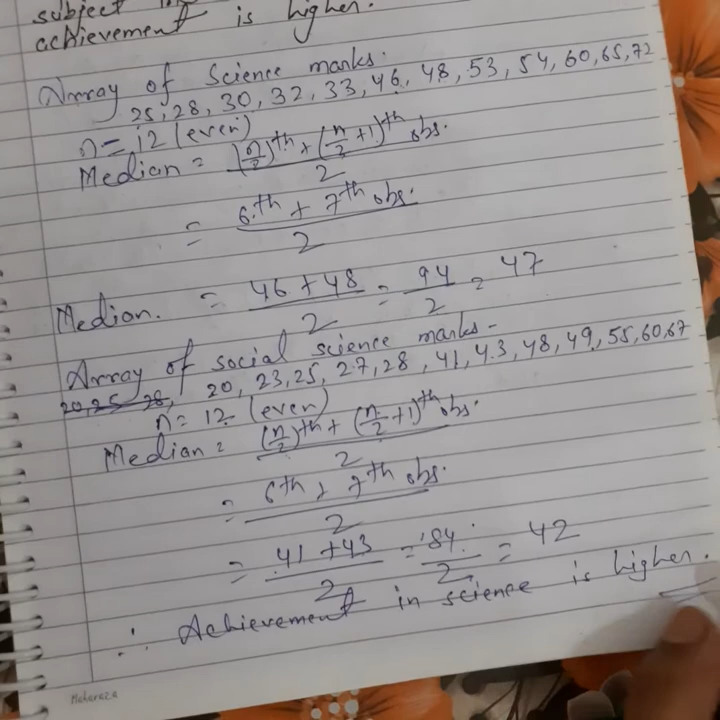 subject
achievement is higher.
Array of Science marks.
25, 28, 30, 32, 33, 46, 48, 53, 54, 60, 65, 72
n = 12 (even)
Median = (n/2)th + (n/2 + 1)th obs.
2
= 6th + 7th obs.
2
Median. = 46 + 48 = 94 = 47
2 2
Array of social science marks -
20, 25 28, 20, 23, 25, 27, 28, 41, 43, 48, 49, 55, 60, 67
n = 12 (even)
Median = (n/2)th + (n/2 + 1)th obs.
2
= 6th + 7th obs.
2
= 41 + 43 = 84 = 42
2 2
∴ Achievement in science is higher.
Maharaza